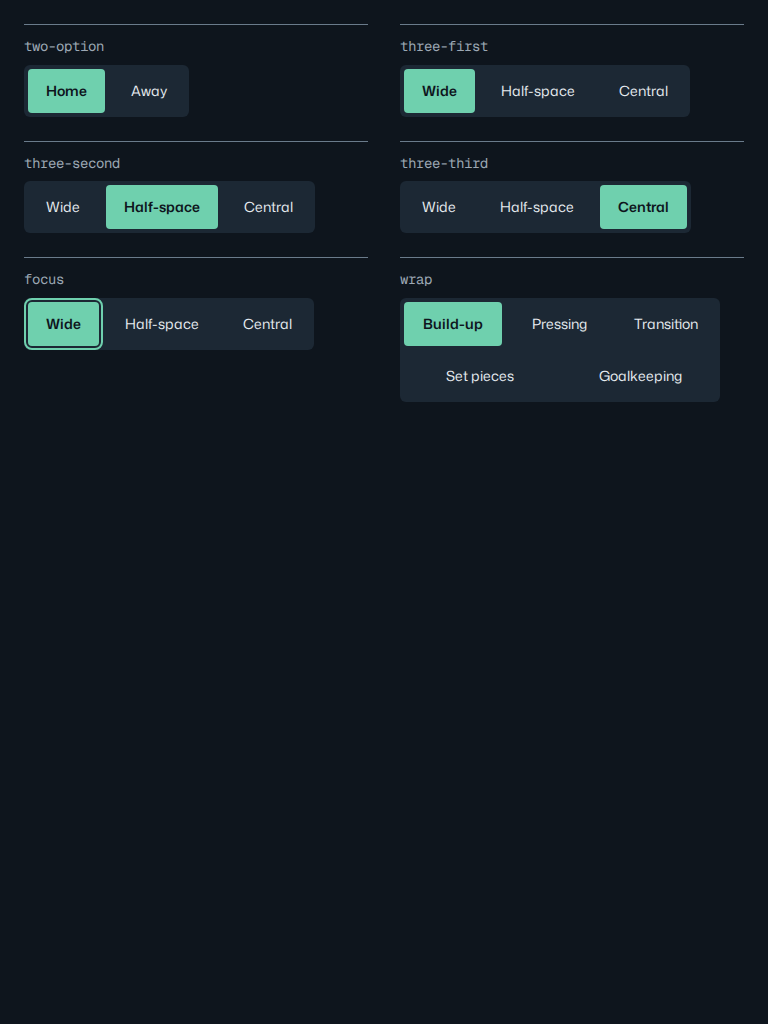 two-option
Home Away
three-first
Wide Half-space Central
three-second
Wide Half-space Central
three-third
Wide Half-space Central
focus
Wide Half-space Central
wrap
Build-up Pressing Transition
Set pieces Goalkeeping